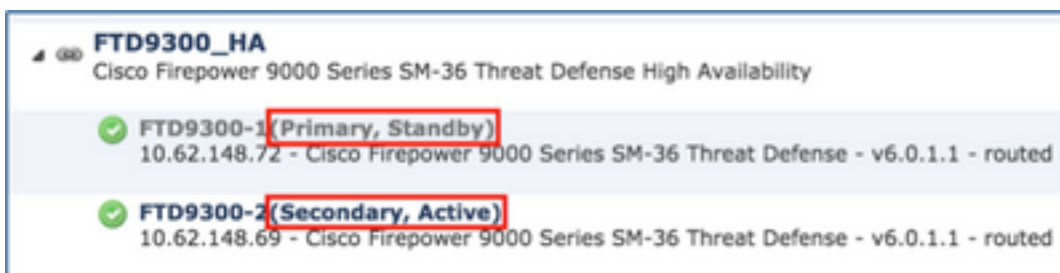 FTD9300_HA
Cisco Firepower 9000 Series SM-36 Threat Defense High Availability
FTD9300-1(Primary, Standby)
10.62.148.72 - Cisco Firepower 9000 Series SM-36 Threat Defense - v6.0.1.1 - routed
FTD9300-2(Secondary, Active)
10.62.148.69 - Cisco Firepower 9000 Series SM-36 Threat Defense - v6.0.1.1 - routed